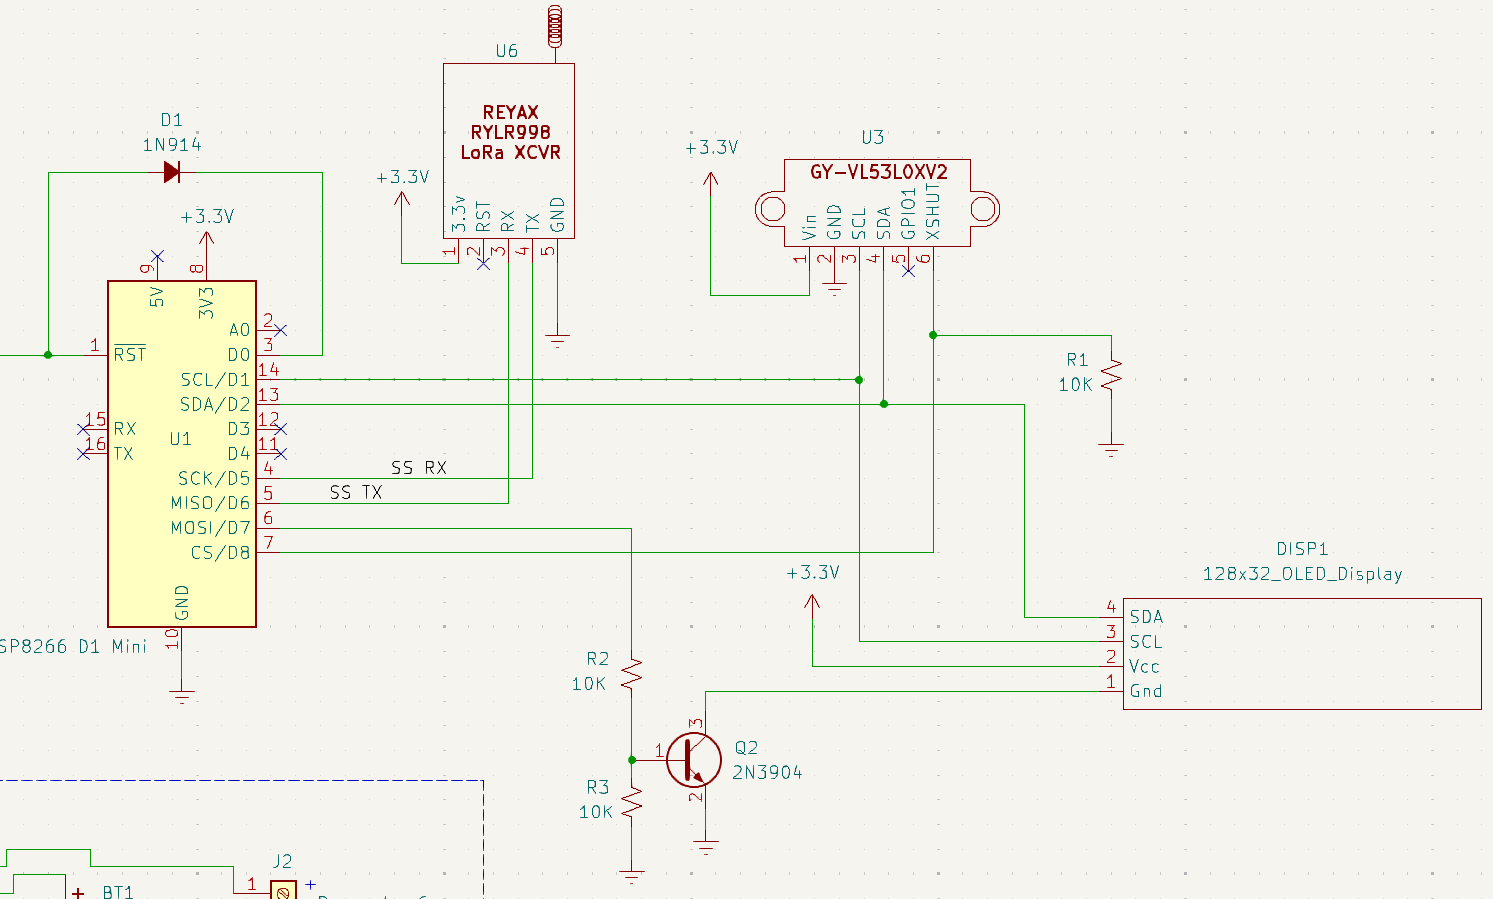 U6
REYAX
RYLR998
LoRa XCVR
+3.3V
3.3v
RST
RX
TX
GND
1
2
3
4
5
D1
1N914
+3.3V
9
8
5V
3V3
1
RST
15
RX
16
TX
U1
A0
2
D0
3
SCL/D1
14
SDA/D2
13
D3
12
D4
11
SCK/D5
4
MISO/D6
5
MOSI/D7
6
CS/D8
7
GND
10
SP8266 D1 Mini
SS RX
SS TX
+3.3V
U3
GY-VL53L0XV2
Vin
GND
SCL
SDA
GPIO1
XSHUT
1
2
3
4
5
6
R1
10K
DISP1
128x32_OLED_Display
+3.3V
4
SDA
3
SCL
2
Vcc
1
Gnd
R2
10K
3
1
Q2
2N3904
2
R3
10K
J2
1
+
+
BT1